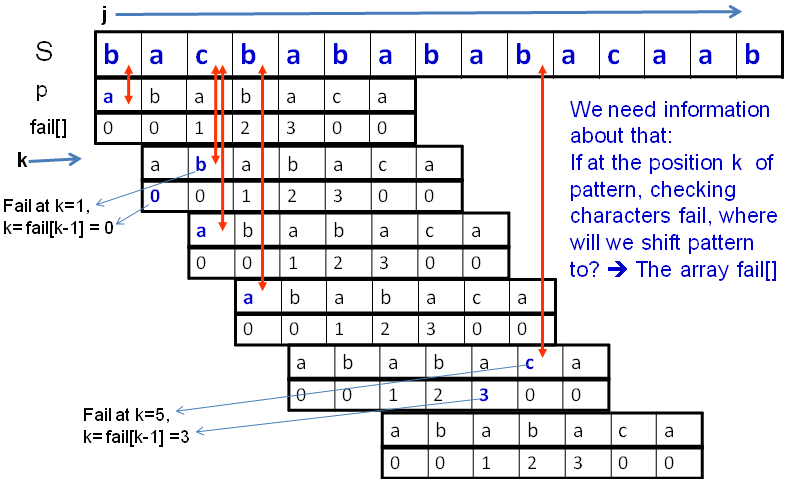 j
S b a c b a b a b a b a c a a b
p a b a b a c a
fail[] 0 0 1 2 3 0 0
k a b a b a c a
0 0 1 2 3 0 0
Fail at k=1,
k=fail[k-1] = 0
a b a b a c a
0 0 1 2 3 0 0
a b a b a c a
0 0 1 2 3 0 0
a b a b a c a
0 0 1 2 3 0 0
Fail at k=5,
k=fail[k-1] =3
a b a b a c a
0 0 1 2 3 0 0
We need information
about that:
If at the position k of
pattern, checking
characters fail, where
will we shift pattern
to? ➔ The array fail[]